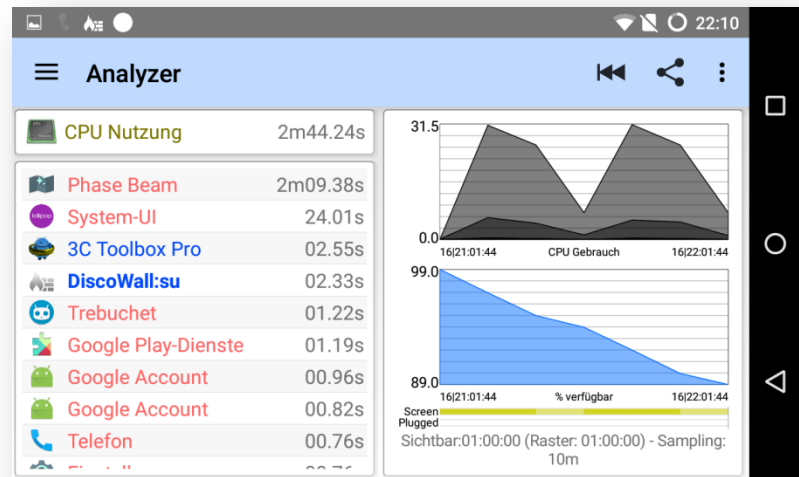 22:10
Analyzer
CPU Nutzung 2m44.24s
Phase Beam 2m09.38s
lollipop
System-UI 24.01s
3C Toolbox Pro 02.55s
DiscoWall:su 02.33s
Trebuchet 01.22s
Google Play-Dienste 01.19s
Google Account 00.96s
Google Account 00.82s
Telefon 00.76s
31.5
0.0
16|21:01:44 CPU Gebrauch 16|22:01:44
99.0
89.0
16|21:01:44 % verfügbar 16|22:01:44
Screen
Plugged
Sichtbar:01:00:00 (Raster: 01:00:00) - Sampling:
10m